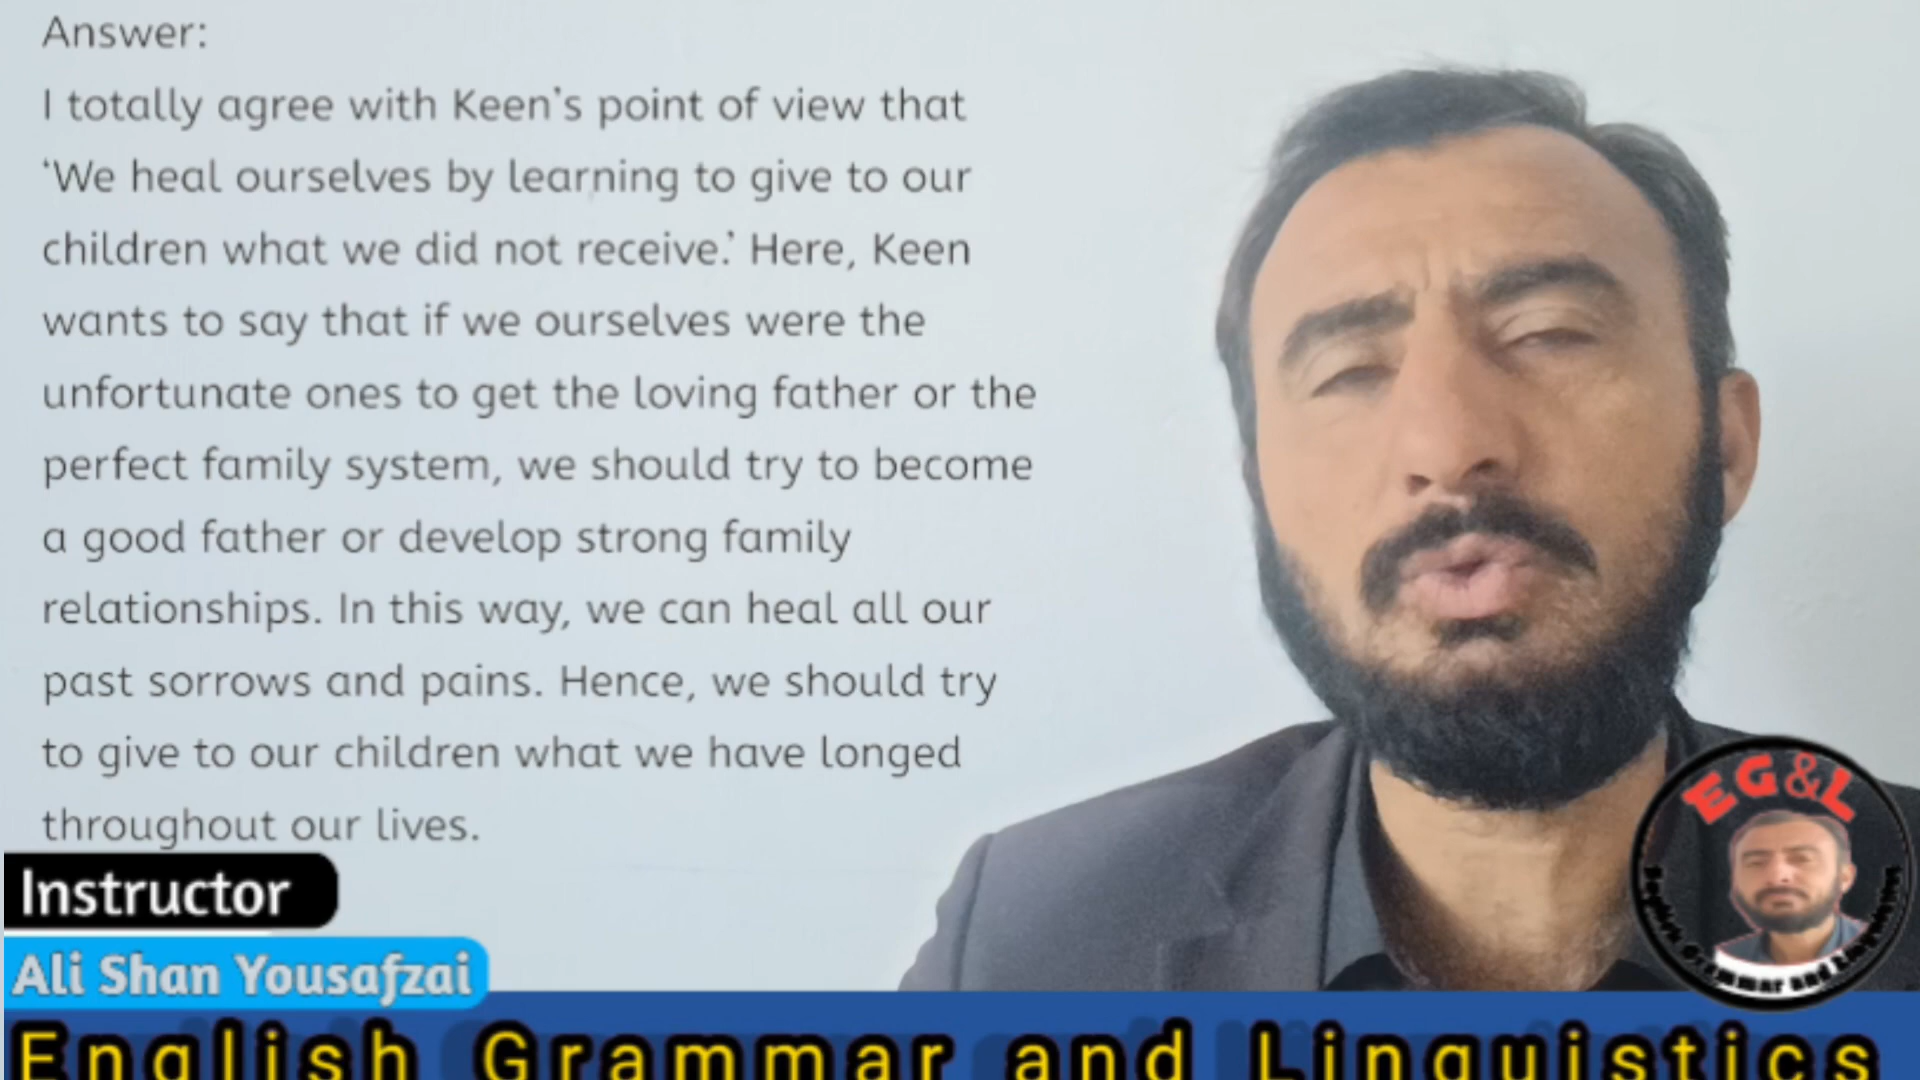 Answer:
I totally agree with Keen's point of view that
‘We heal ourselves by learning to give to our
children what we did not receive.’ Here, Keen
wants to say that if we ourselves were the
unfortunate ones to get the loving father or the
perfect family system, we should try to become
a good father or develop strong family
relationships. In this way, we can heal all our
past sorrows and pains. Hence, we should try
to give to our children what we have longed
throughout our lives.
Instructor
Ali Shan Yousafzai
EG&L
English Grammar and Linguistics
English Grammar and Linguistics